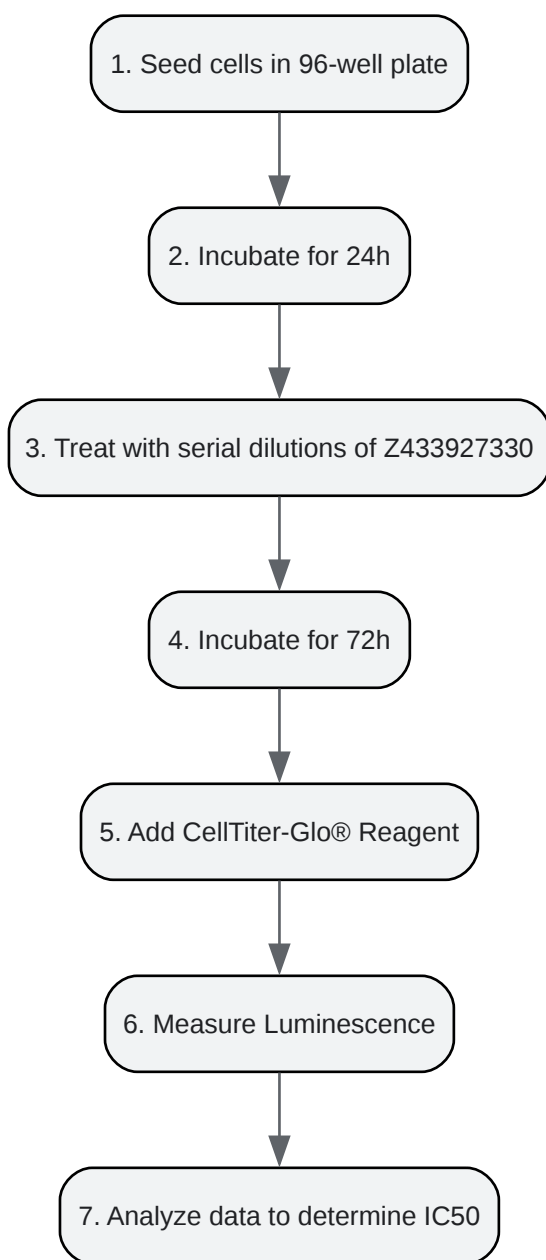 1. Seed cells in 96-well plate
2. Incubate for 24h
3. Treat with serial dilutions of Z433927330
4. Incubate for 72h
5. Add CellTiter-Glo® Reagent
6. Measure Luminescence
7. Analyze data to determine IC50